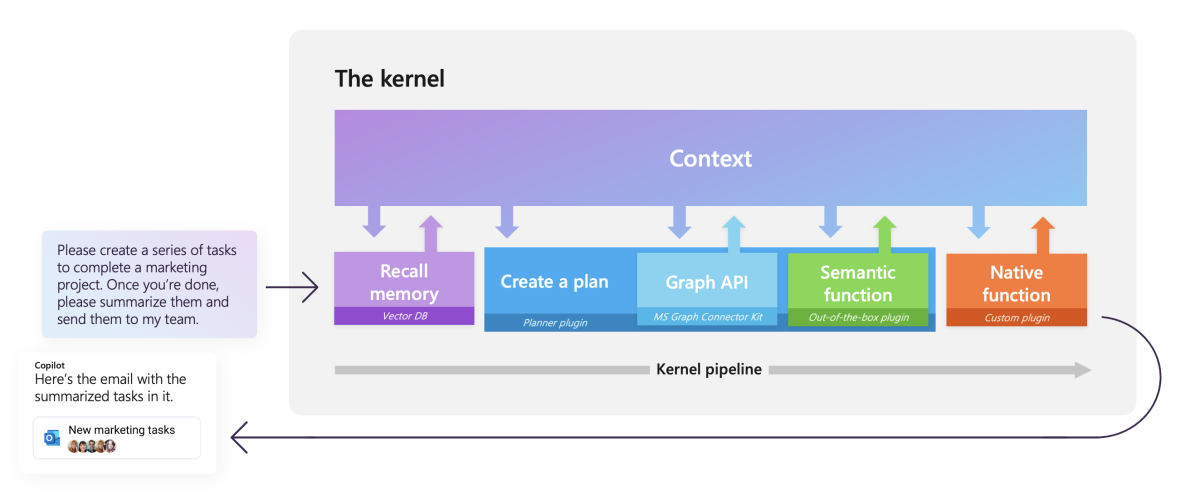 The kernel
Context
Please create a series of tasks
to complete a marketing
project. Once you’re done,
please summarize them and
send them to my team.
Recall
memory
Vector DB
Create a plan
Planner plugin
Graph API
MS Graph Connector Kit
Semantic
function
Out-of-the-box plugin
Native
function
Custom plugin
Kernel pipeline
Copilot
Here’s the email with the
summarized tasks in it.
New marketing tasks